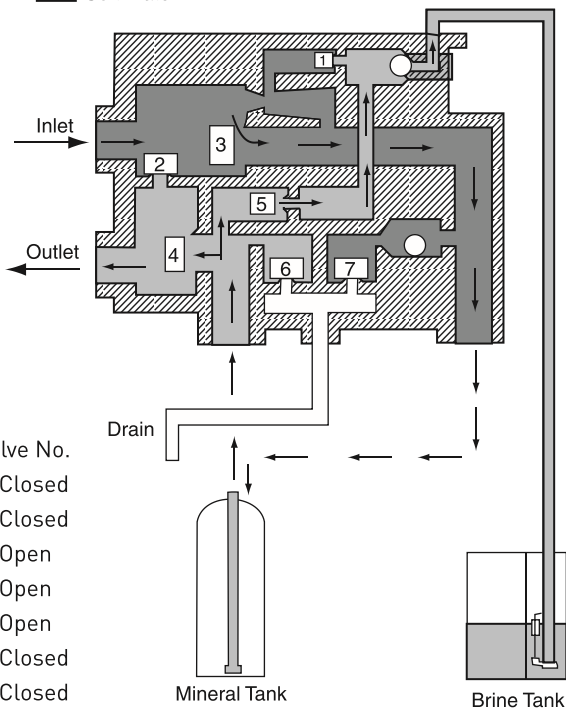 1
Inlet
3
2
5
Outlet
4
6
7
Drain
lve No.
Closed
Closed
Open
Open
Open
Closed
Closed
Mineral Tank
Brine Tank